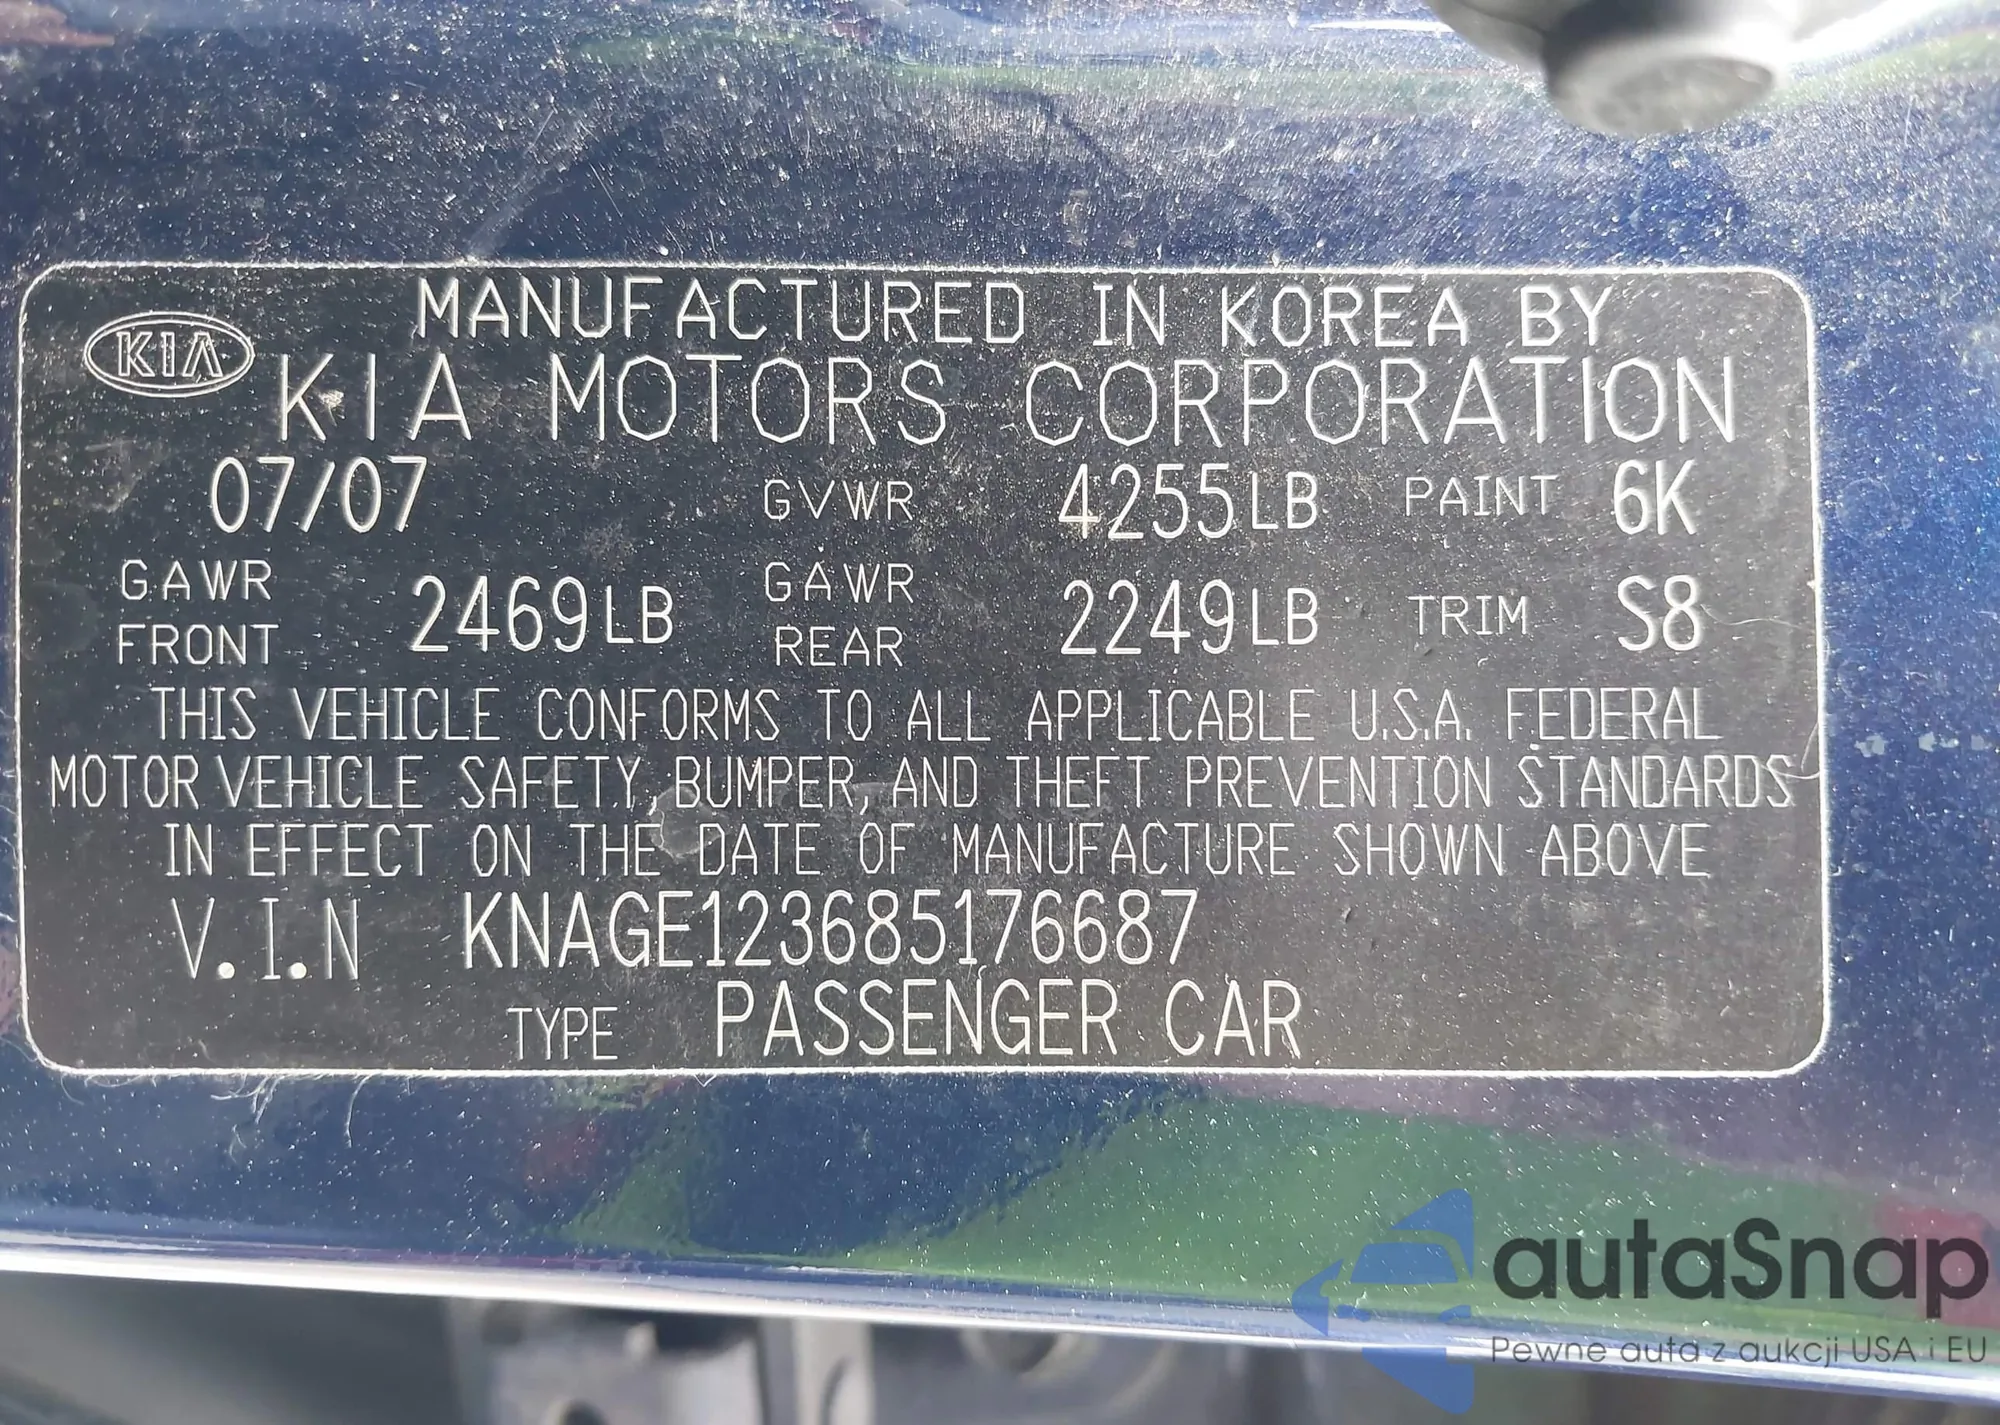 MANUFACTURED IN KOREA BY
KIA KIA MOTORS CORPORATION
07/07 GVWR 4255LB PAINT 6K
GAWR FRONT 2469LB GAWR REAR 2249LB TRIM S8
THIS VEHICLE CONFORMS TO ALL APPLICABLE U.S.A. FEDERAL
MOTOR VEHICLE SAFETY, BUMPER, AND THEFT PREVENTION STANDARDS
IN EFFECT ON THE DATE OF MANUFACTURE SHOWN ABOVE
V.I.N KNAGE123685176687
TYPE PASSENGER CAR
autaSnap
Pewne auta z aukcji USA i EU